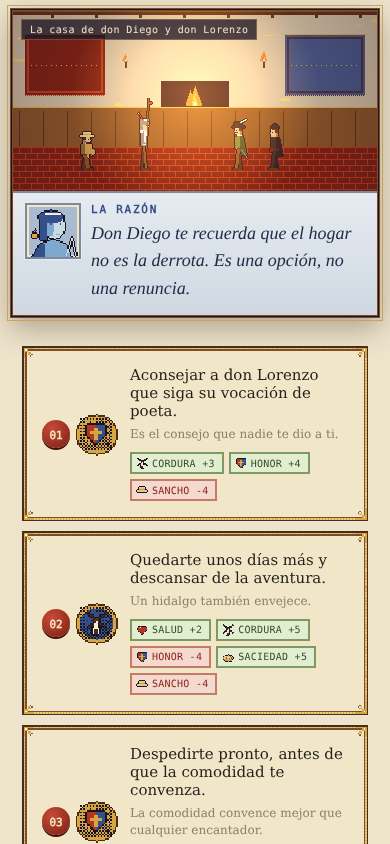 La casa de don Diego y don Lorenzo
LA RAZÓN
Don Diego te recuerda que el hogar
no es la derrota. Es una opción, no
una renuncia.
01
Aconsejar a don Lorenzo
que siga su vocación de
poeta.
Es el consejo que nadie te dio a ti.
CORDURA +3 HONOR +4
SANCHO -4
02
Quedarte unos días más y
descansar de la aventura.
Un hidalgo también envejece.
SALUD +2 CORDURA +5
HONOR -4 SACIEDAD +5
SANCHO -4
03
Despedirte pronto, antes de
que la comodidad te
convenza.
La comodidad convence mejor que
cualquier encantador.